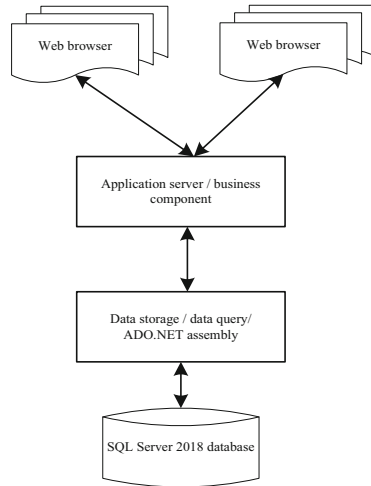 Web browser
Web browser
Application server / business
component
Data storage / data query/
ADO.NET assembly
SQL Server 2018 database